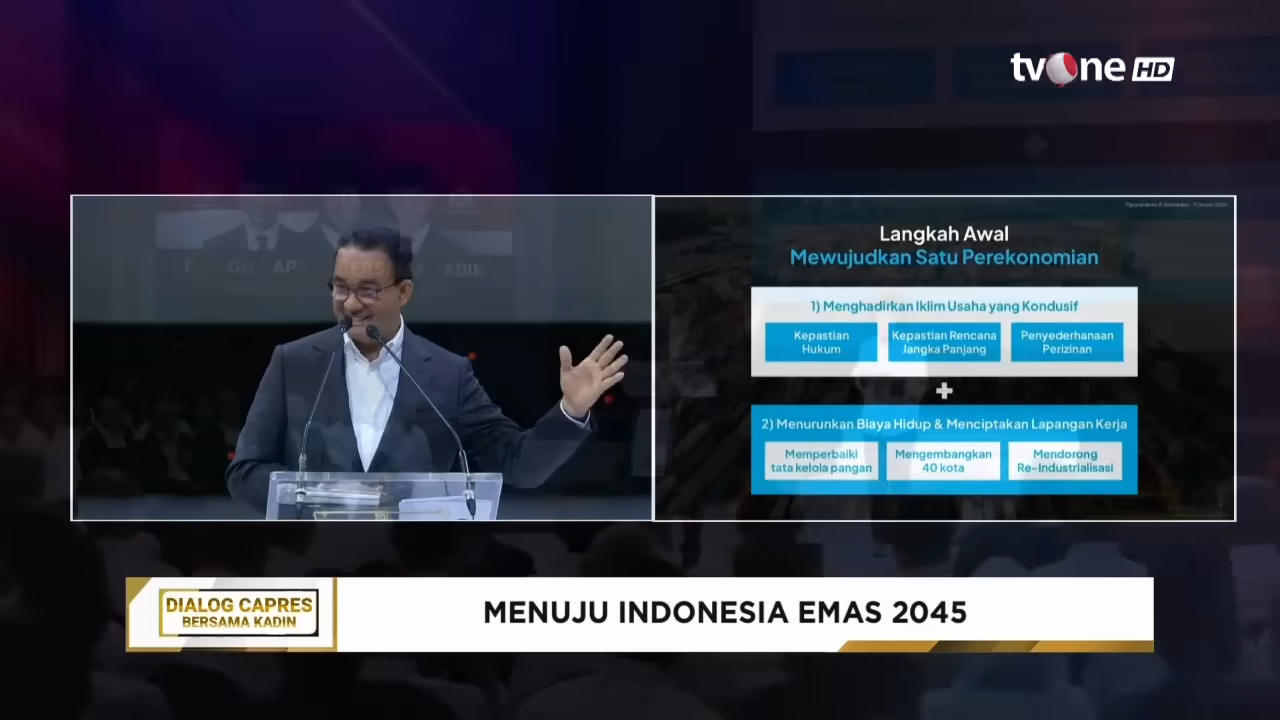 tvOne HD
Langkah Awal
Mewujudkan Satu Perekonomian
1) Menghadirkan Iklim Usaha yang Kondusif
Kepastian
Hukum
Kepastian Rencana
Jangka Panjang
Penyederhanaan
Perizinan
+
2) Menurunkan Biaya Hidup & Menciptakan Lapangan Kerja
Memperbaiki
tata kelola pangan
Mengembangkan
40 kota
Mendorong
Re-Industrialisasi
DIALOG CAPRES
BERSAMA KADIN
MENUJU INDONESIA EMAS 2045